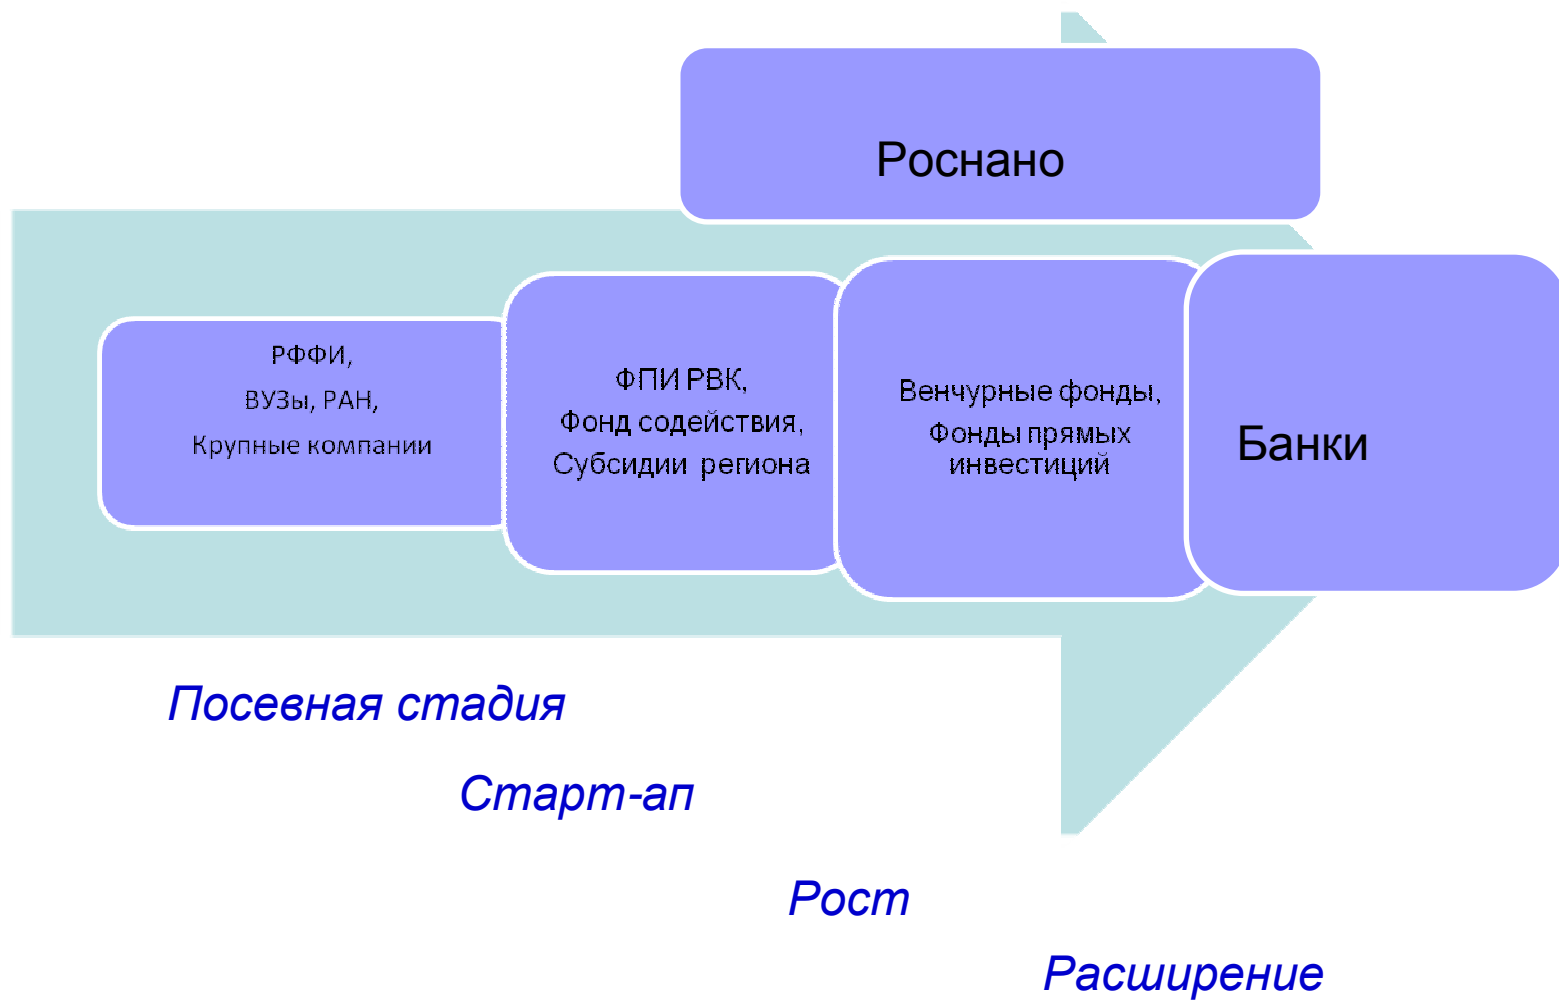 Роснано
РФФИ,
ВУЗы, РАН,
Крупные компании
ФПИ РВК,
Фонд содействия,
Субсидии региона
Венчурные фонды,
Фонды прямых
инвестиций
Банки
Посевная стадия
Старт-ап
Рост
Расширение